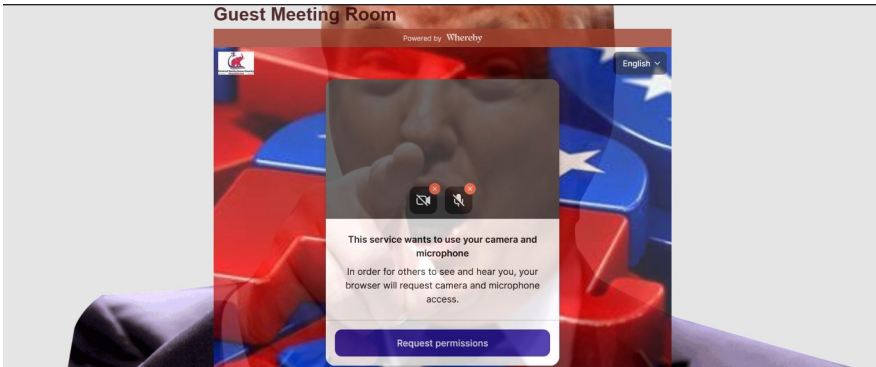 Guest Meeting Room
Powered by Whereby
English
This service wants to use your camera and
microphone
In order for others to see and hear you, your
browser will request camera and microphone
access.
Request permissions